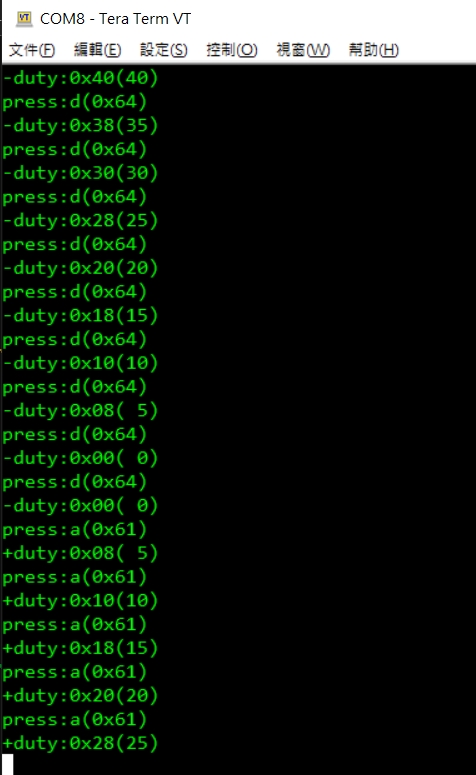 VT COM8 - Tera Term VT
文件(F) 編輯(E) 設定(S) 控制(O) 視窗(W) 幫助(H)
-duty:0x40(40)
press:d(0x64)
-duty:0x38(35)
press:d(0x64)
-duty:0x30(30)
press:d(0x64)
-duty:0x28(25)
press:d(0x64)
-duty:0x20(20)
press:d(0x64)
-duty:0x18(15)
press:d(0x64)
-duty:0x10(10)
press:d(0x64)
-duty:0x08( 5)
press:d(0x64)
-duty:0x00( 0)
press:d(0x64)
-duty:0x00( 0)
press:a(0x61)
+duty:0x08( 5)
press:a(0x61)
+duty:0x10(10)
press:a(0x61)
+duty:0x18(15)
press:a(0x61)
+duty:0x20(20)
press:a(0x61)
+duty:0x28(25)